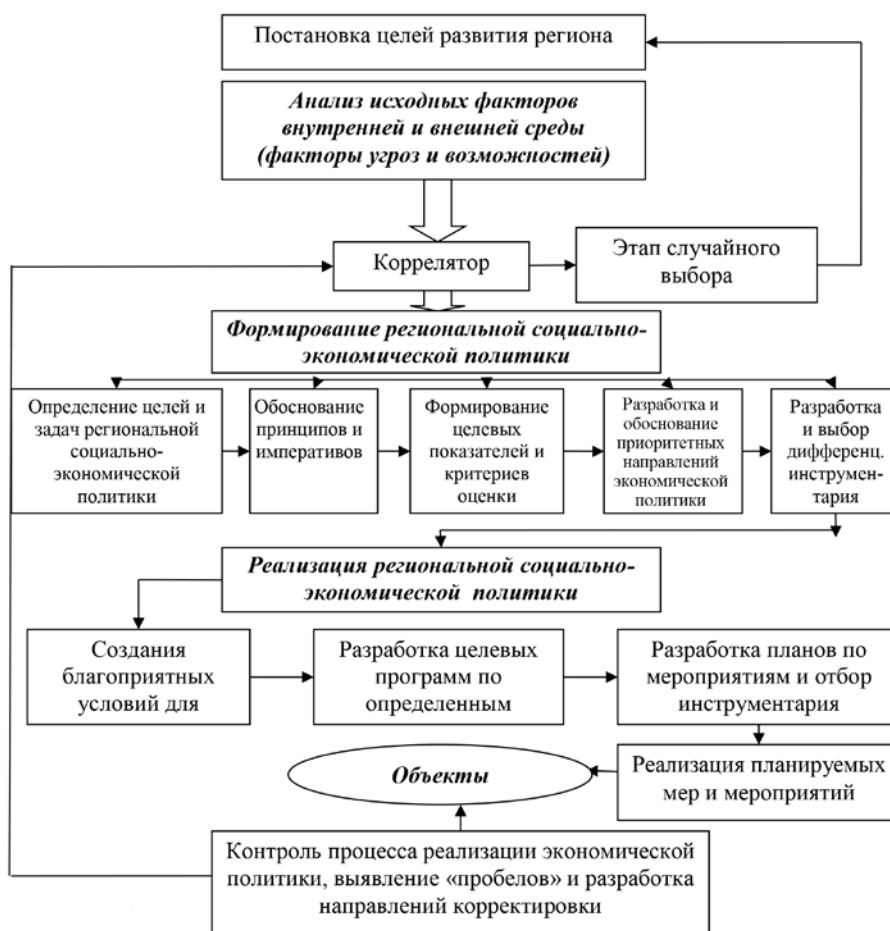 Постановка целей развития региона
Анализ исходных факторов
внутренней и внешней среды
(факторы угроз и возможностей)
Коррелятор
Этап случайного
выбора
Формирование региональной социально-
экономической политики
Определение целей и
задач региональной
социально-
экономической
политики
Обоснование
принципов и
императивов
Формирование
целевых
показателей и
критериев
оценки
Разработка и
обоснование
приоритетных
направлений
экономической
политики
Разработка
и выбор
дифференц.
инструмен-
тария
Реализация региональной социально-
экономической политики
Создания
благоприятных
условий для
Разработка целевых
программ по
определенным
Разработка планов по
мероприятиям и отбор
инструментария
Объекты
Реализация планируемых
мер и мероприятий
Контроль процесса реализации экономической
политики, выявление «пробелов» и разработка
направлений корректировки